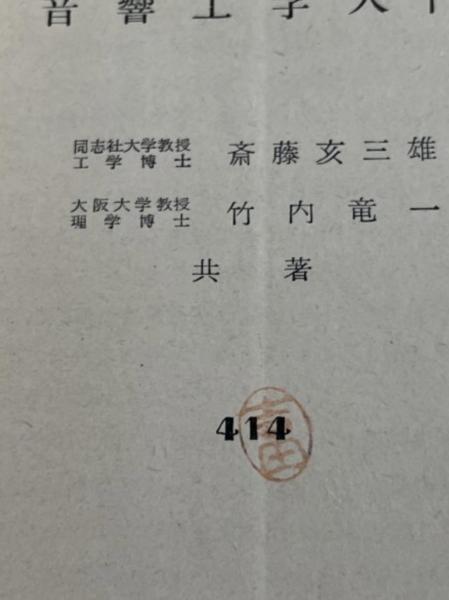 音響工学
同志社大学教授
工学博士
斎藤亥三雄
大阪大学教授
理学博士
竹内竜一
共著
414